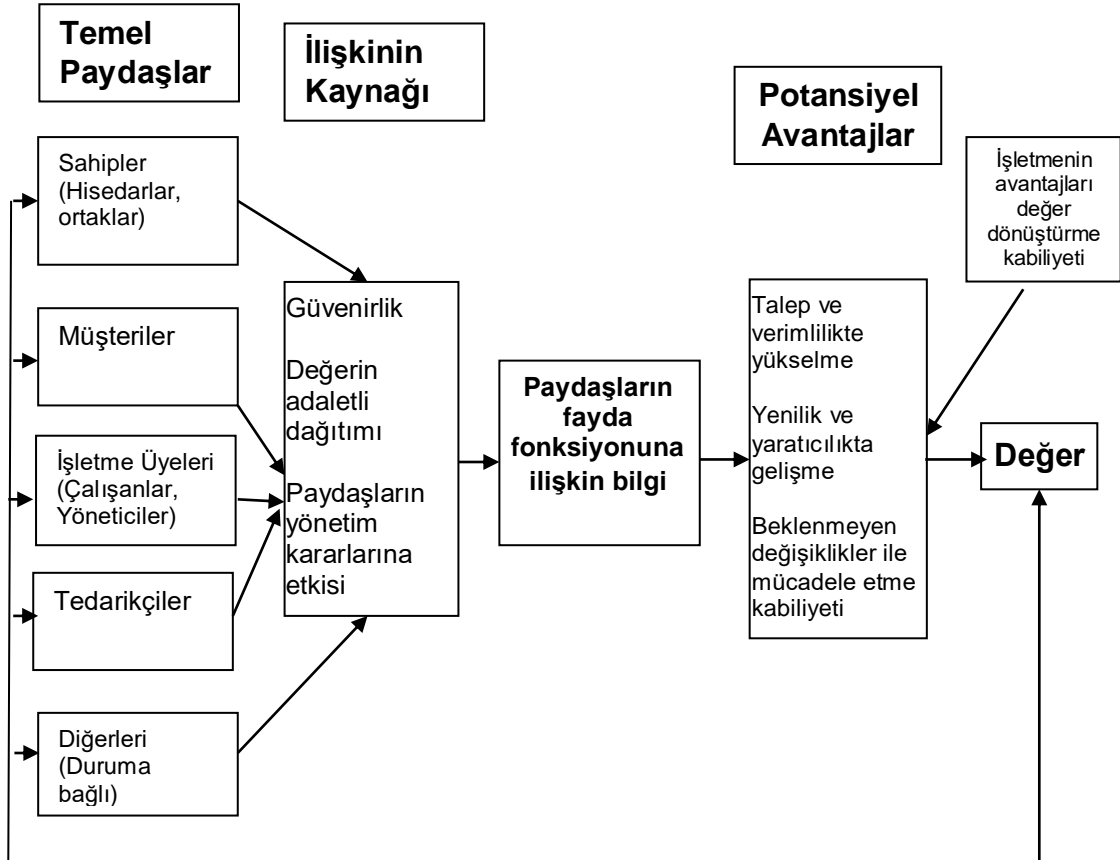 Temel
Paydaşlar
İlişkinin
Kaynağı
Potansiyel
Avantajlar
Sahipler
(Hisedarlar,
ortaklar)
Müşteriler
İşletme Üyeleri
(Çalışanlar,
Yöneticiler)
Tedarikçiler
Diğerleri
(Duruma
bağlı)
Güvenirlik
Değerin
adaletli
dağıtımı
Paydaşların
yönetim
kararlarına
etkisi
Paydaşların
fayda
fonksiyonuna
ilişkin bilgi
Talep ve
verimlilikte
yükselme
Yenilik ve
yaratıcılıkta
gelişme
Beklenmeyen
değişiklikler ile
mücadele etme
kabiliyeti
İşletmenin
avantajları
değer
dönüştürme
kabiliyeti
Değer